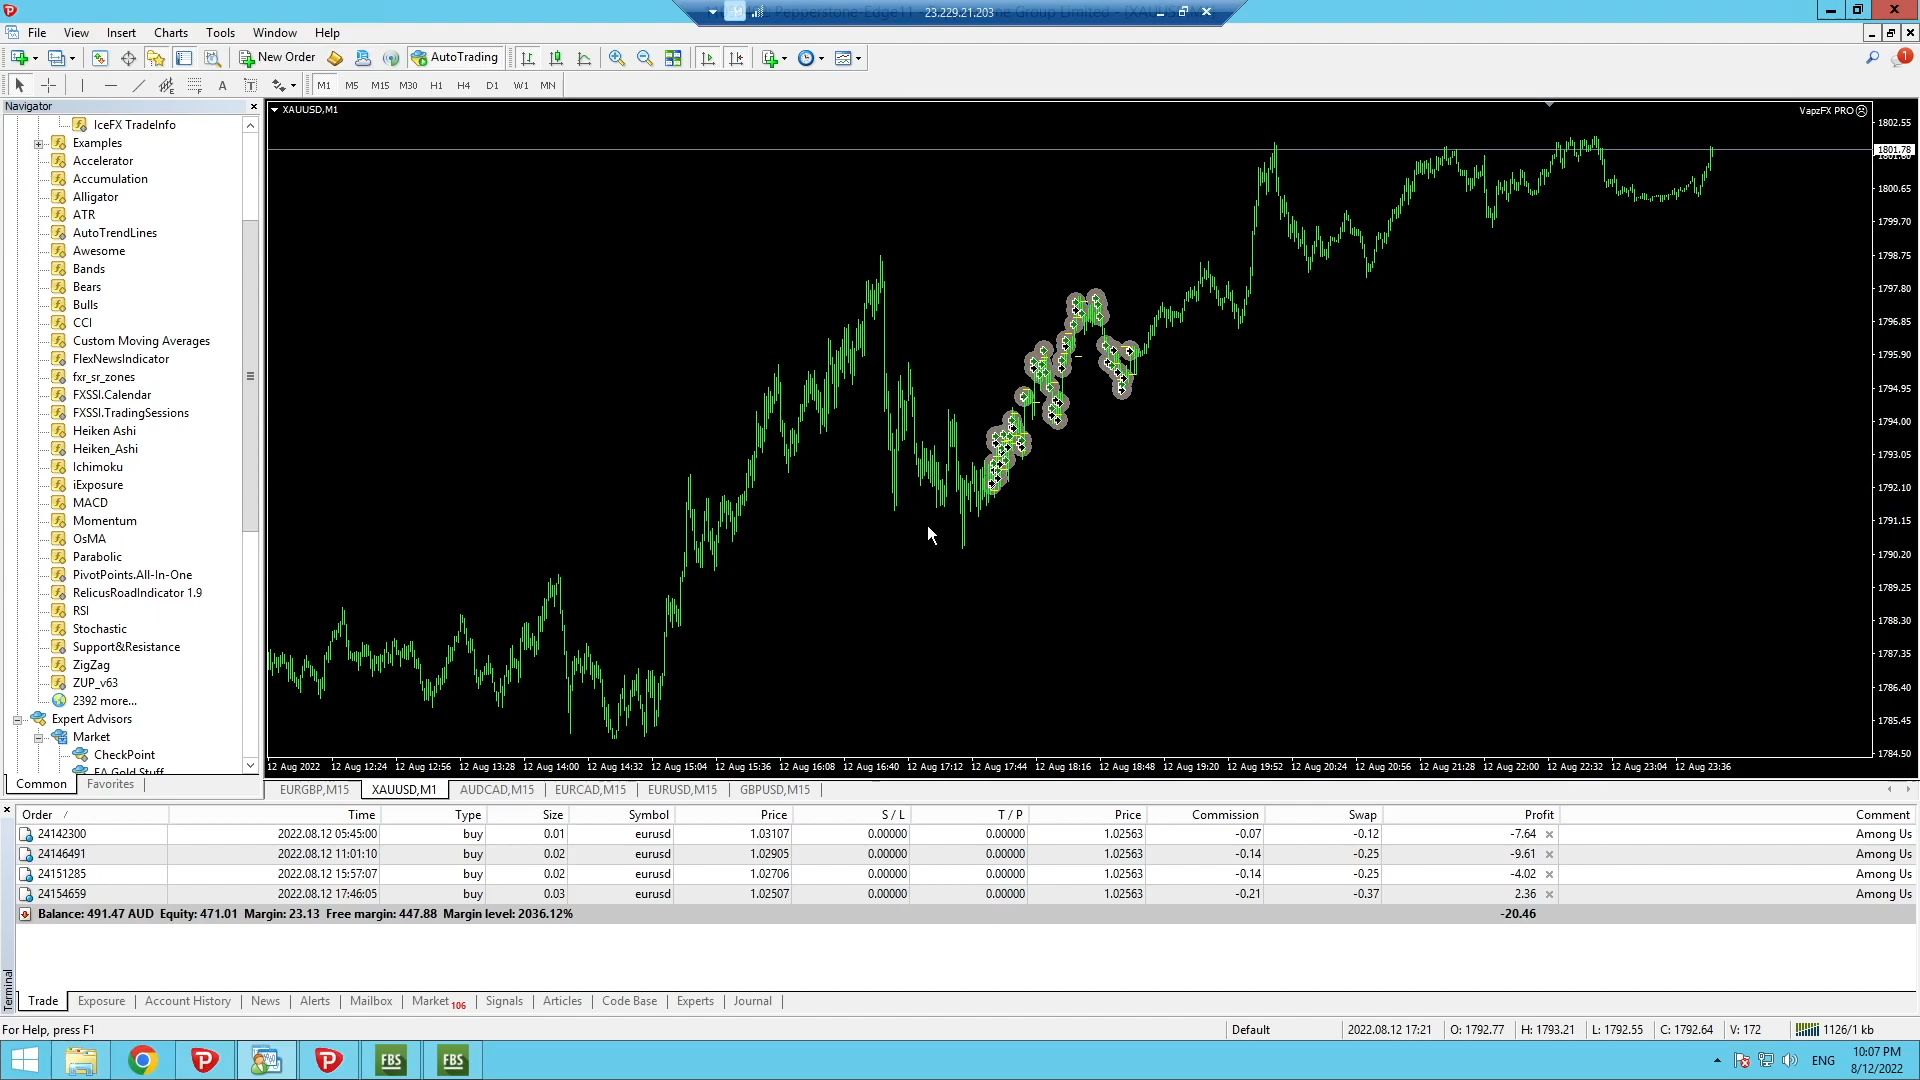 Pepperstone-Edge11 - 23.229.21.203 ne Group Limited - [XAUUSD
File View Insert Charts Tools Window Help
New Order AutoTrading 1
A T M1 M5 M15 M30 H1 H4 D1 W1 MN
Navigator
IceFX TradeInfo
Examples
Accelerator
Accumulation
Alligator
ATR
AutoTrendLines
Awesome
Bands
Bears
Bulls
CCI
Custom Moving Averages
FlexNewsIndicator
fxr_sr_zones
FXSSI.Calendar
FXSSI.TradingSessions
Heiken Ashi
Heiken_Ashi
Ichimoku
iExposure
MACD
Momentum
OsMA
Parabolic
PivotPoints.All-In-One
RelicusRoadIndicator 1.9
RSI
Stochastic
Support&Resistance
ZigZag
ZUP_v63
2392 more...
Expert Advisors
Market
CheckPoint
EA Gold Stuff
Common Favorites
XAUUSD,M1
VapzFX PRO
1802.55
1801.78
1801.60
1800.65
1799.70
1798.75
1797.80
1796.85
1795.90
1794.95
1794.00
1793.05
1792.10
1791.15
1790.20
1789.25
1788.30
1787.35
1786.40
1785.45
1784.50
12 Aug 2022 12 Aug 12:24 12 Aug 12:56 12 Aug 13:28 12 Aug 14:00 12 Aug 14:32 12 Aug 15:04 12 Aug 15:36 12 Aug 16:08 12 Aug 16:40 12 Aug 17:12 12 Aug 17:44 12 Aug 18:16 12 Aug 18:48 12 Aug 19:20 12 Aug 19:52 12 Aug 20:24 12 Aug 20:56 12 Aug 21:28 12 Aug 22:00 12 Aug 22:32 12 Aug 23:04 12 Aug 23:36
EURGBP,M15 XAUUSD,M1 AUDCAD,M15 EURCAD,M15 EURUSD,M15 GBPUSD,M15
Order / Time Type Size Symbol Price S / L T / P Price Commission Swap Profit Comment
24142300 2022.08.12 05:45:00 buy 0.01 eurusd 1.03107 0.00000 0.00000 1.02563 -0.07 -0.12 -7.64 Among Us
24146491 2022.08.12 11:01:10 buy 0.02 eurusd 1.02905 0.00000 0.00000 1.02563 -0.14 -0.25 -9.61 Among Us
24151285 2022.08.12 15:57:07 buy 0.02 eurusd 1.02706 0.00000 0.00000 1.02563 -0.14 -0.25 -4.02 Among Us
24154659 2022.08.12 17:46:05 buy 0.03 eurusd 1.02507 0.00000 0.00000 1.02563 -0.21 -0.37 2.36 Among Us
Balance: 491.47 AUD Equity: 471.01 Margin: 23.13 Free margin: 447.88 Margin level: 2036.12% -20.46
Terminal
Trade Exposure Account History News Alerts Mailbox Market 106 Signals Articles Code Base Experts Journal
For Help, press F1 Default 2022.08.12 17:21 O: 1792.77 H: 1793.21 L: 1792.55 C: 1792.64 V: 172 1126/1 kb
FBS FBS ENG 10:07 PM
8/12/2022